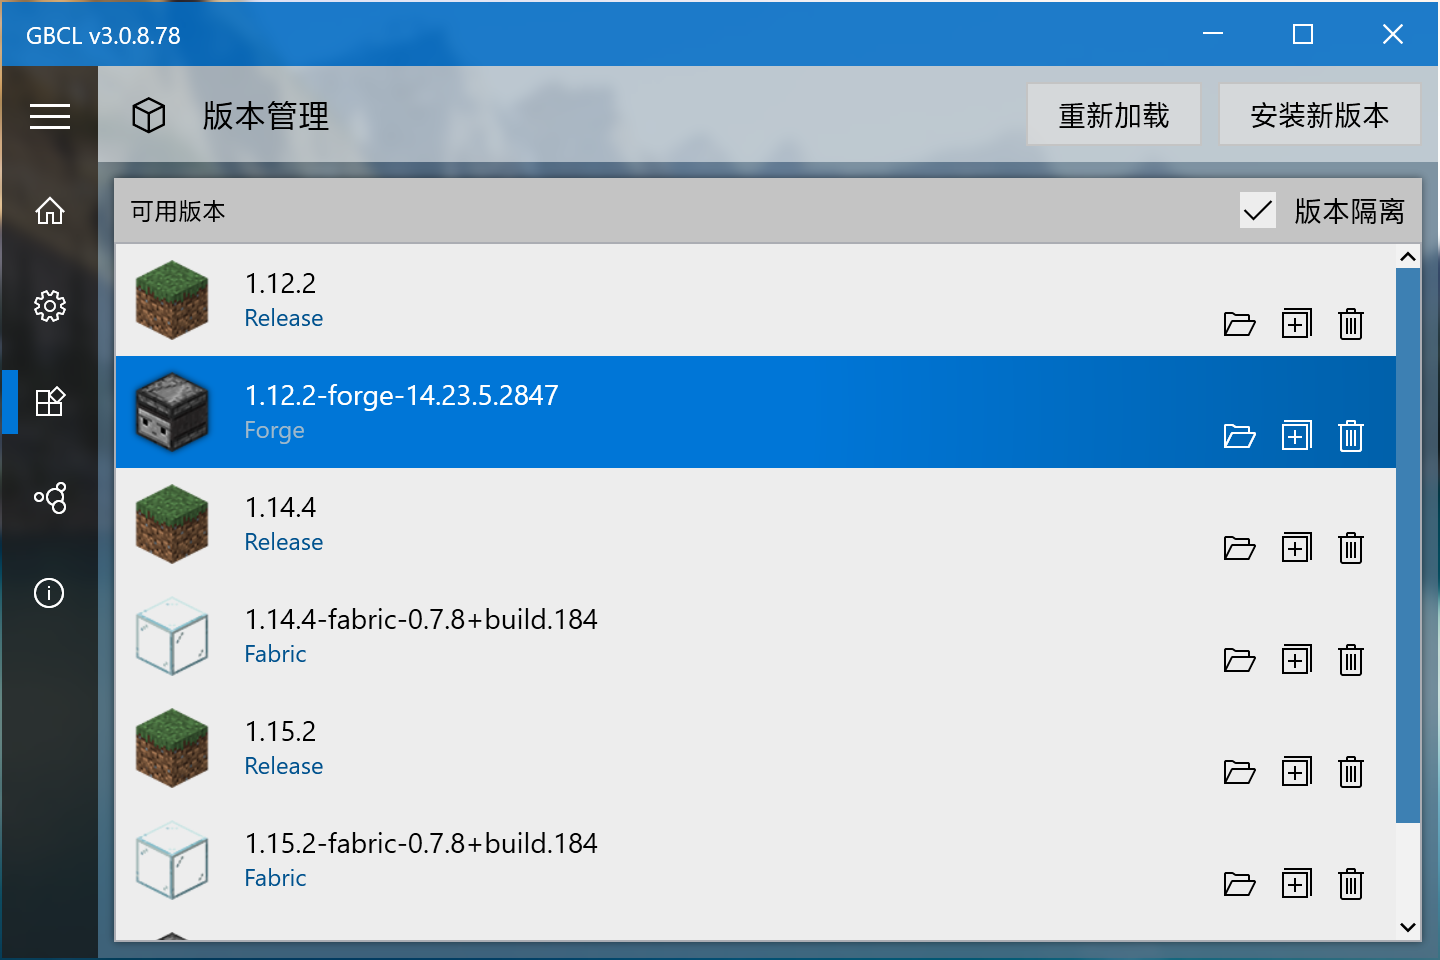 GBCL v3.0.8.78
版本管理
重新加载
安装新版本
可用版本
版本隔离
1.12.2
Release
1.12.2-forge-14.23.5.2847
Forge
1.14.4
Release
1.14.4-fabric-0.7.8+build.184
Fabric
1.15.2
Release
1.15.2-fabric-0.7.8+build.184
Fabric